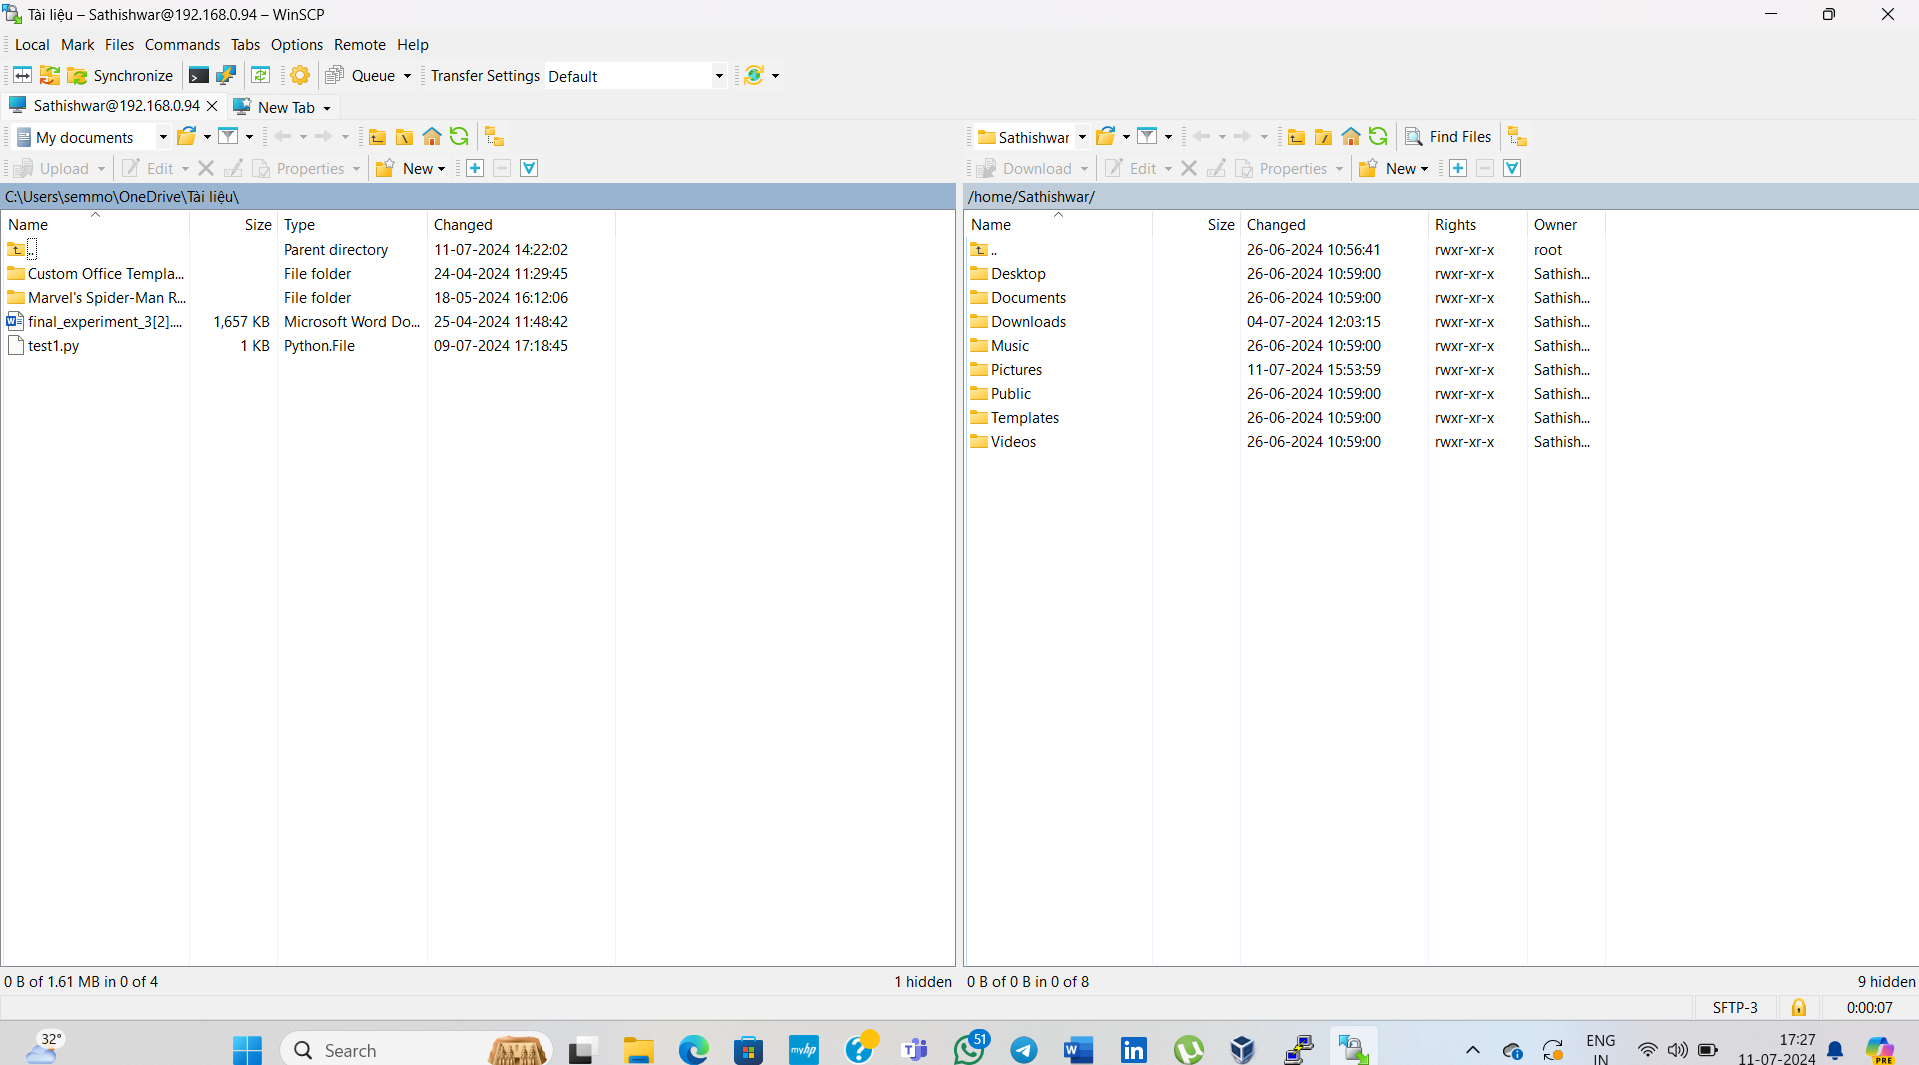 Tài liệu – Sathishwar@192.168.0.94 – WinSCP
Local Mark Files Commands Tabs Options Remote Help
Synchronize Queue Transfer Settings Default
Sathishwar@192.168.0.94 New Tab
My documents
Upload Edit Properties New
C:\Users\semmo\OneDrive\Tài liệu\
Name Size Type Changed
.. Parent directory 11-07-2024 14:22:02
Custom Office Templa... File folder 24-04-2024 11:29:45
Marvel's Spider-Man R... File folder 18-05-2024 16:12:06
final_experiment_3[2].... 1,657 KB Microsoft Word Do... 25-04-2024 11:48:42
test1.py 1 KB Python.File 09-07-2024 17:18:45
0 B of 1.61 MB in 0 of 4 1 hidden
Sathishwar Find Files
Download Edit Properties New
/home/Sathishwar/
Name Size Changed Rights Owner
.. 26-06-2024 10:56:41 rwxr-xr-x root
Desktop 26-06-2024 10:59:00 rwxr-xr-x Sathish...
Documents 26-06-2024 10:59:00 rwxr-xr-x Sathish...
Downloads 04-07-2024 12:03:15 rwxr-xr-x Sathish...
Music 26-06-2024 10:59:00 rwxr-xr-x Sathish...
Pictures 11-07-2024 15:53:59 rwxr-xr-x Sathish...
Public 26-06-2024 10:59:00 rwxr-xr-x Sathish...
Templates 26-06-2024 10:59:00 rwxr-xr-x Sathish...
Videos 26-06-2024 10:59:00 rwxr-xr-x Sathish...
0 B of 0 B in 0 of 8 9 hidden
SFTP-3 0:00:07
32° Search myhp 51 ENG 17:27
IN 11-07-2024 PRE